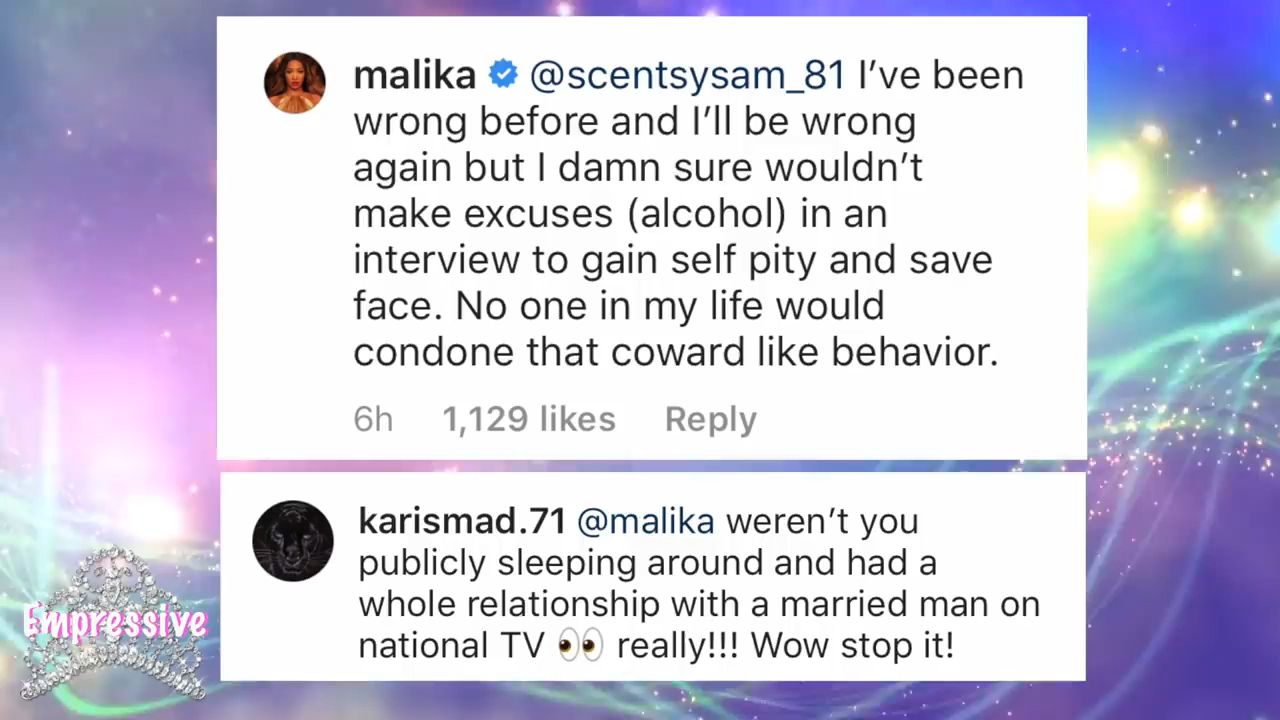 malika @scentsysam_81 I’ve been
wrong before and I’ll be wrong
again but I damn sure wouldn’t
make excuses (alcohol) in an
interview to gain self pity and save
face. No one in my life would
condone that coward like behavior.
6h 1,129 likes Reply
karismad.71 @malika weren’t you
publicly sleeping around and had a
whole relationship with a married man on
national TV 👀 really!!! Wow stop it!
Empressive